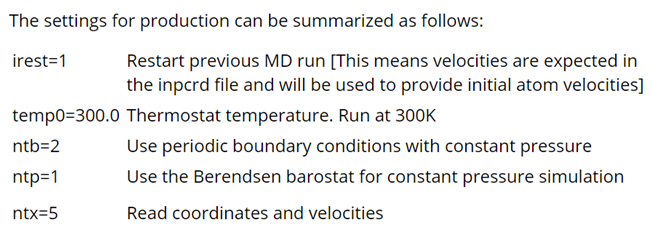 The settings for production can be summarized as follows:
irest=1 Restart previous MD run [This means velocities are expected in
the inpcrd file and will be used to provide initial atom velocities]
temp0=300.0 Thermostat temperature. Run at 300K
ntb=2 Use periodic boundary conditions with constant pressure
ntp=1 Use the Berendsen barostat for constant pressure simulation
ntx=5 Read coordinates and velocities